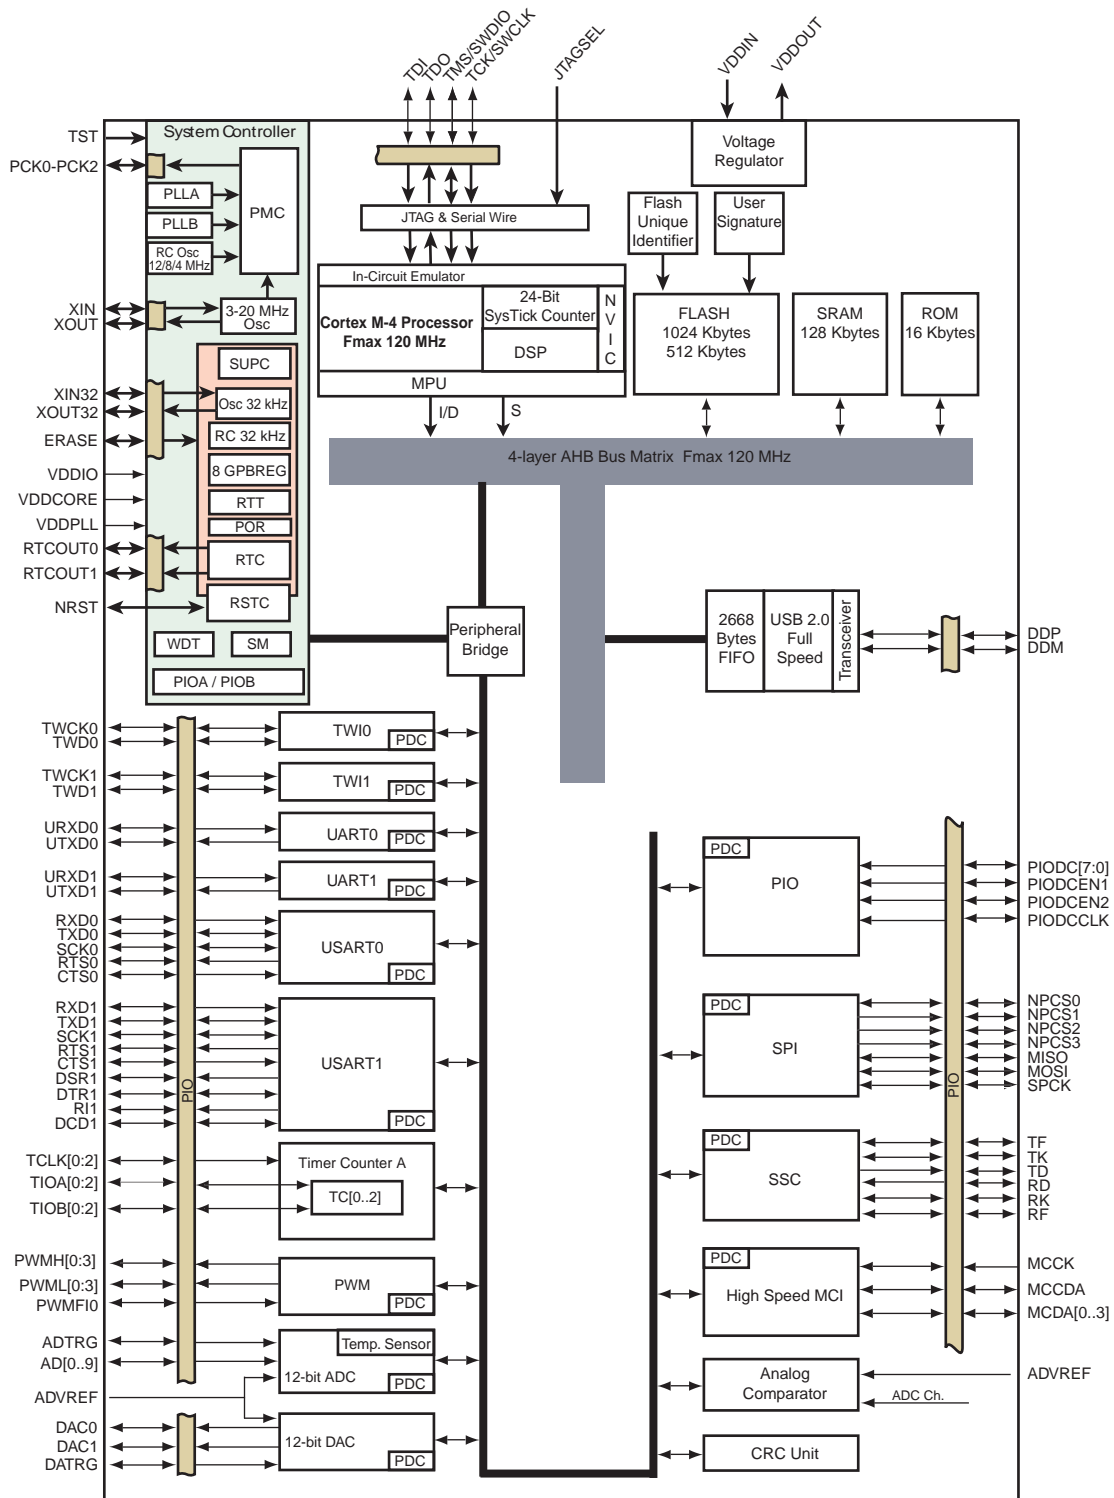 TDI
TDO
TMS/SWDIO
TCK/SWCLK
JTAGSEL
VDDIN
VDDOUT
TST
System Controller
Voltage
Regulator
PCK0-PCK2
PLLA
PLLB
RC Osc
12/8/4 MHz
PMC
JTAG & Serial Wire
Flash
Unique
Identifier
User
Signature
XIN
XOUT
3-20 MHz
Osc
In-Circuit Emulator
Cortex M-4 Processor
Fmax 120 MHz
24-Bit
SysTick Counter
DSP
N
V
I
C
MPU
FLASH
1024 Kbytes
512 Kbytes
SRAM
128 Kbytes
ROM
16 Kbytes
I/D
S
SUPC
XIN32
XOUT32
Osc 32 kHz
ERASE
RC 32 kHz
4-layer AHB Bus Matrix Fmax 120 MHz
VDDIO
8 GPBREG
VDDCORE
RTT
VDDPLL
POR
RTCOUT0
RTCOUT1
RTC
NRST
RSTC
WDT
SM
PIOA / PIOB
Peripheral
Bridge
2668
Bytes
FIFO
USB 2.0
Full
Speed
Transceiver
DDP
DDM
TWCK0
TWD0
TWI0
PDC
TWCK1
TWD1
TWI1
PDC
URXD0
UTXD0
UART0
PDC
URXD1
UTXD1
UART1
PDC
RXD0
TXD0
SCK0
RTS0
CTS0
USART0
PDC
RXD1
TXD1
SCK1
RTS1
CTS1
DSR1
DTR1
RI1
DCD1
PIO
USART1
PDC
TCLK[0:2]
TIOA[0:2]
TIOB[0:2]
Timer Counter A
TC[0..2]
PWMH[0:3]
PWML[0:3]
PWMFI0
PWM
PDC
ADTRG
AD[0..9]
ADVREF
Temp. Sensor
12-bit ADC
PDC
DAC0
DAC1
DATRG
12-bit DAC
PDC
PDC
PIO
PIODC[7:0]
PIODCEN1
PIODCEN2
PIODCCLK
PDC
SPI
NPCS0
NPCS1
NPCS2
NPCS3
MISO
MOSI
SPCK
PIO
PDC
SSC
TF
TK
TD
RD
RK
RF
PDC
High Speed MCI
MCCK
MCCDA
MCDA[0..3]
Analog
Comparator
ADVREF
ADC Ch.
CRC Unit